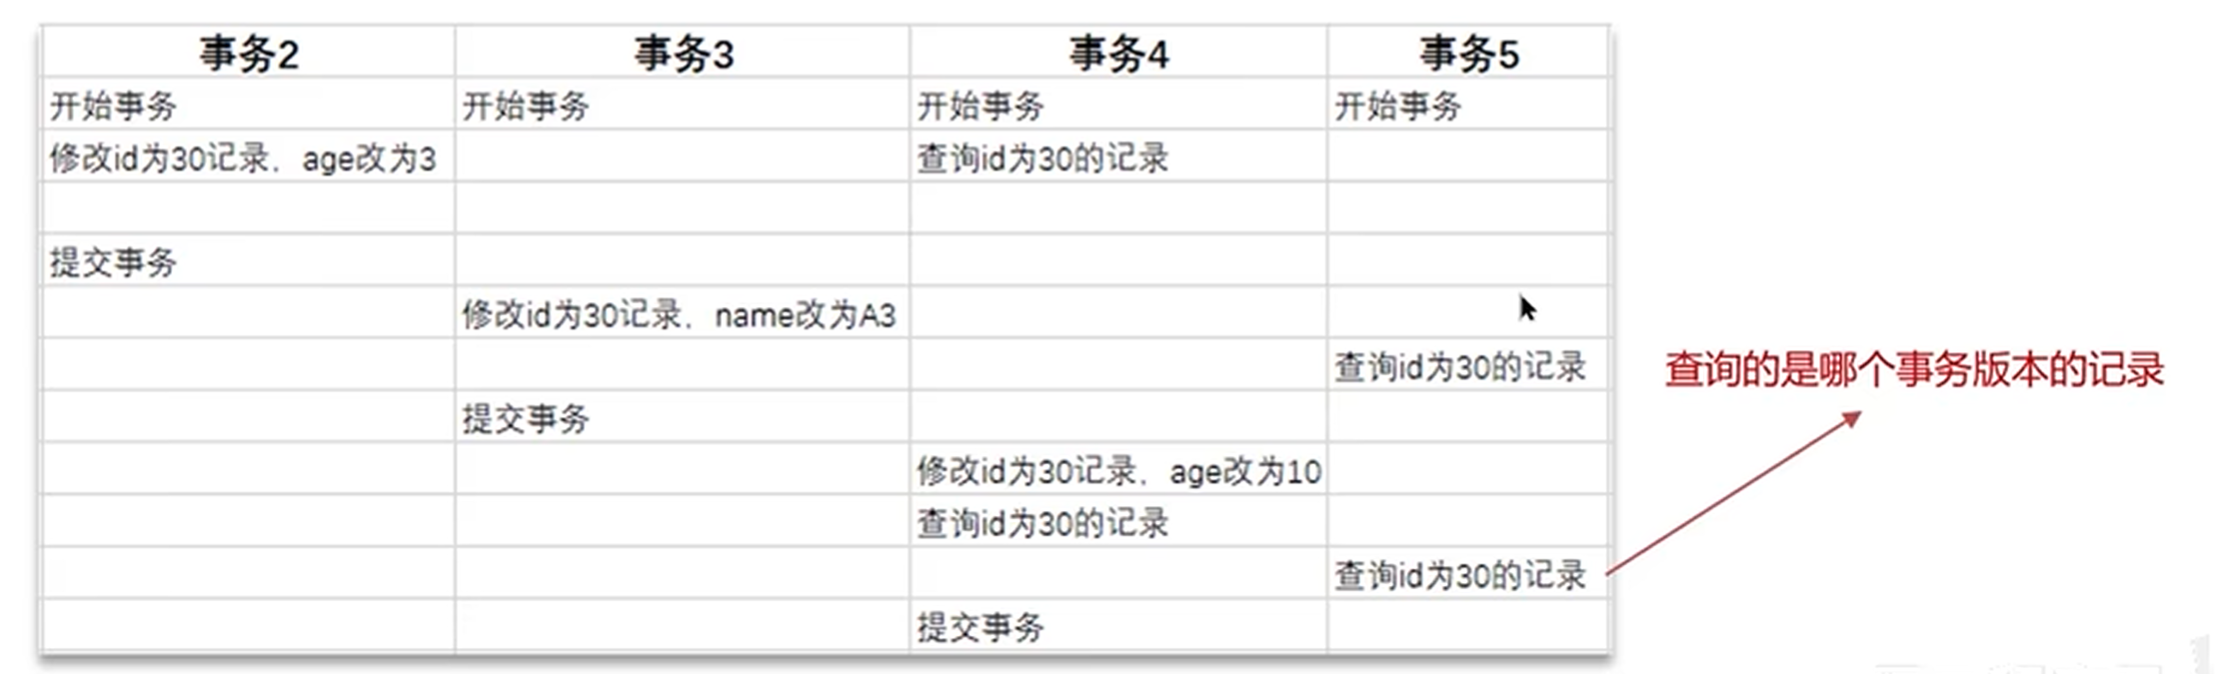 事务2 事务3 事务4 事务5
开始事务 开始事务 开始事务 开始事务
修改id为30记录，age改为3 查询id为30的记录
提交事务
修改id为30记录，name改为A3
查询id为30的记录
查询的是哪个事务版本的记录
提交事务
修改id为30记录，age改为10
查询id为30的记录
查询id为30的记录
提交事务